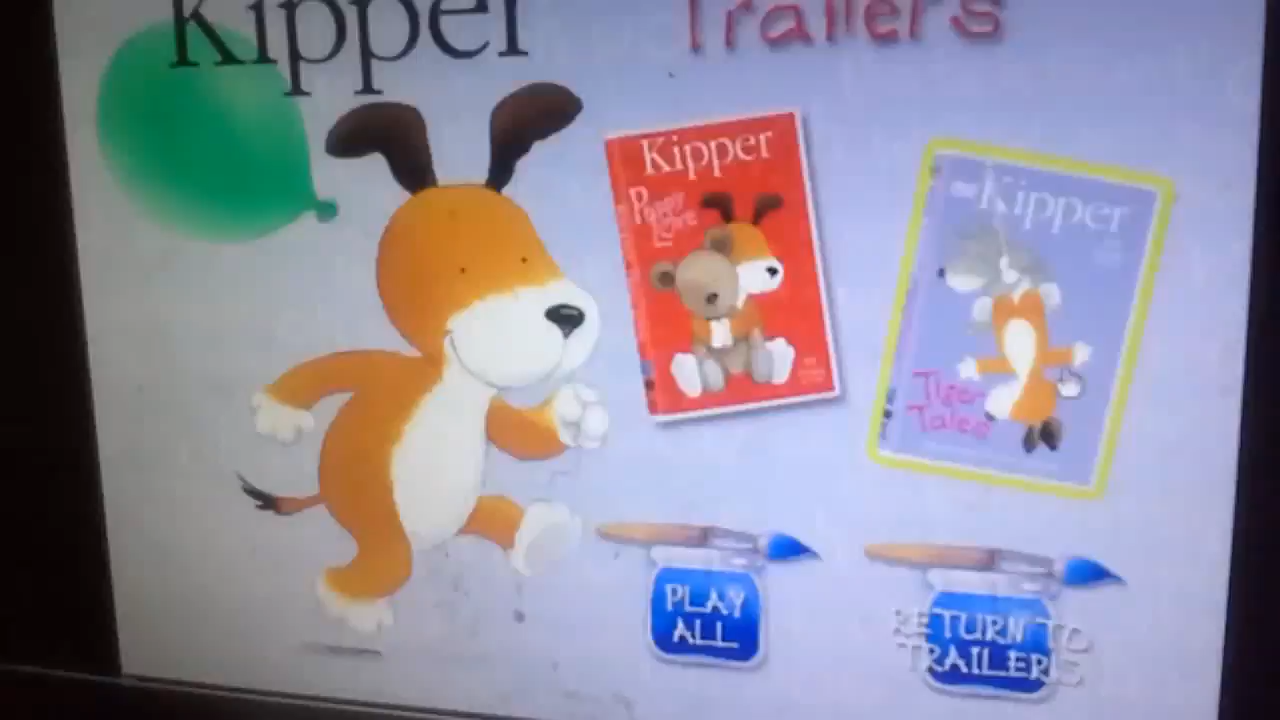 Kipper
Trailers
Kipper
Puppy
Love
Kipper
Tiger
Tales
PLAY
ALL
RETURN TO
TRAILERS